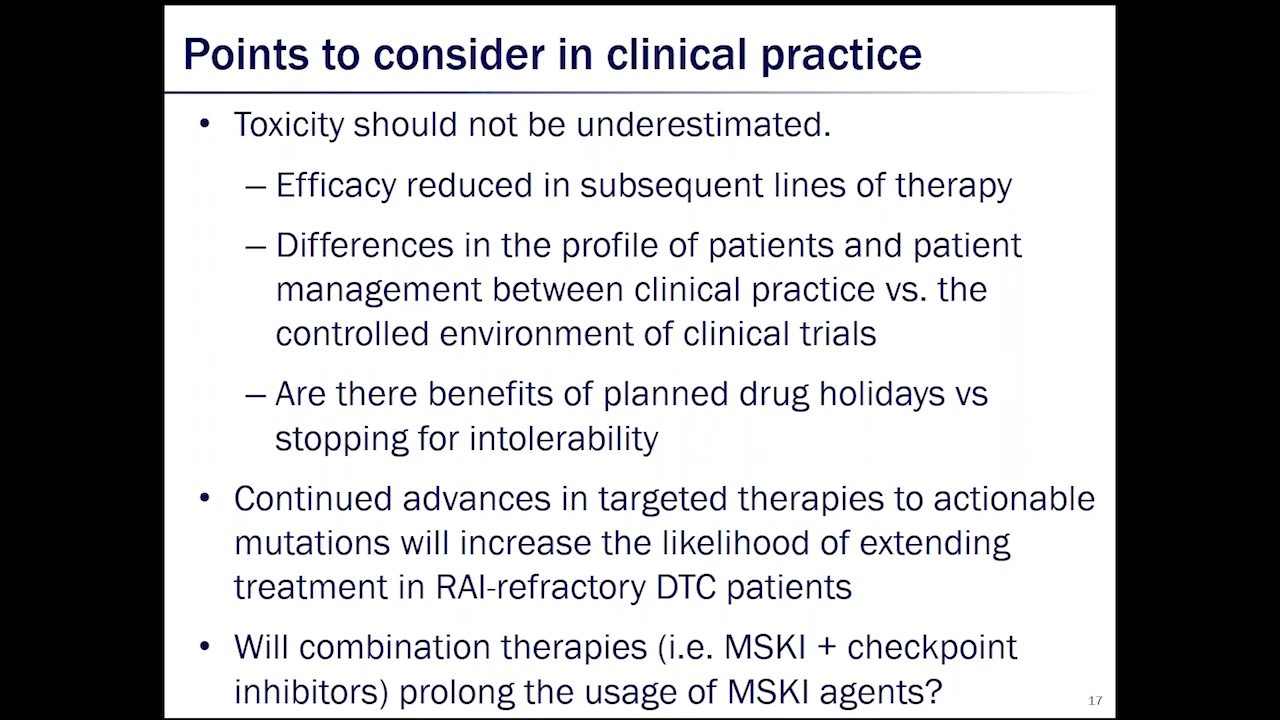 Points to consider in clinical practice
• Toxicity should not be underestimated.
– Efficacy reduced in subsequent lines of therapy
– Differences in the profile of patients and patient
management between clinical practice vs. the
controlled environment of clinical trials
– Are there benefits of planned drug holidays vs
stopping for intolerability
• Continued advances in targeted therapies to actionable
mutations will increase the likelihood of extending
treatment in RAI-refractory DTC patients
• Will combination therapies (i.e. MSKI + checkpoint
inhibitors) prolong the usage of MSKI agents?
17